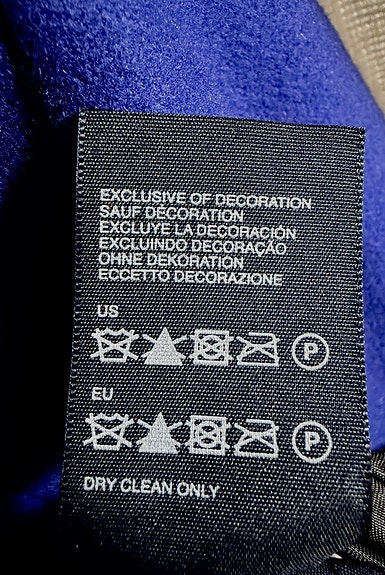 EXCLUSIVE OF DECORATION
SAUF DÉCORATION
EXCLUYE LA DECORACIÓN
EXCLUINDO DECORAÇÃO
OHNE DEKORATION
ECCETTO DECORAZIONE
US
P
EU
P
DRY CLEAN ONLY